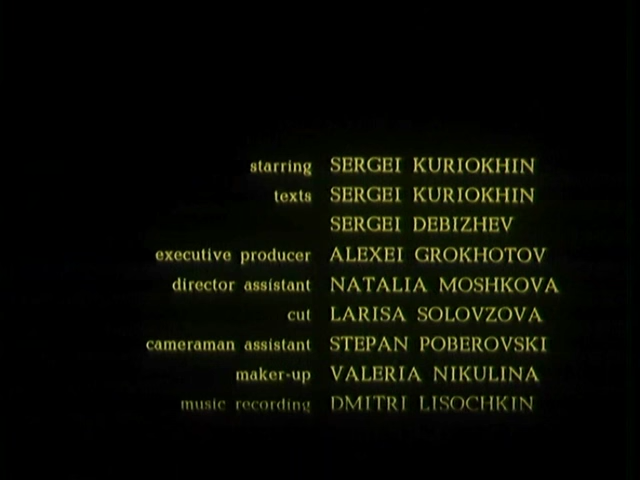 starring SERGEI KURIOKHIN
texts SERGEI KURIOKHIN
SERGEI DEBIZHEV
executive producer ALEXEI GROKHOTOV
director assistant NATALIA MOSHKOVA
cut LARISA SOLOVZOVA
cameraman assistant STEPAN POBEROVSKI
maker-up VALERIA NIKULINA
music recording DMITRI LISOCHKIN